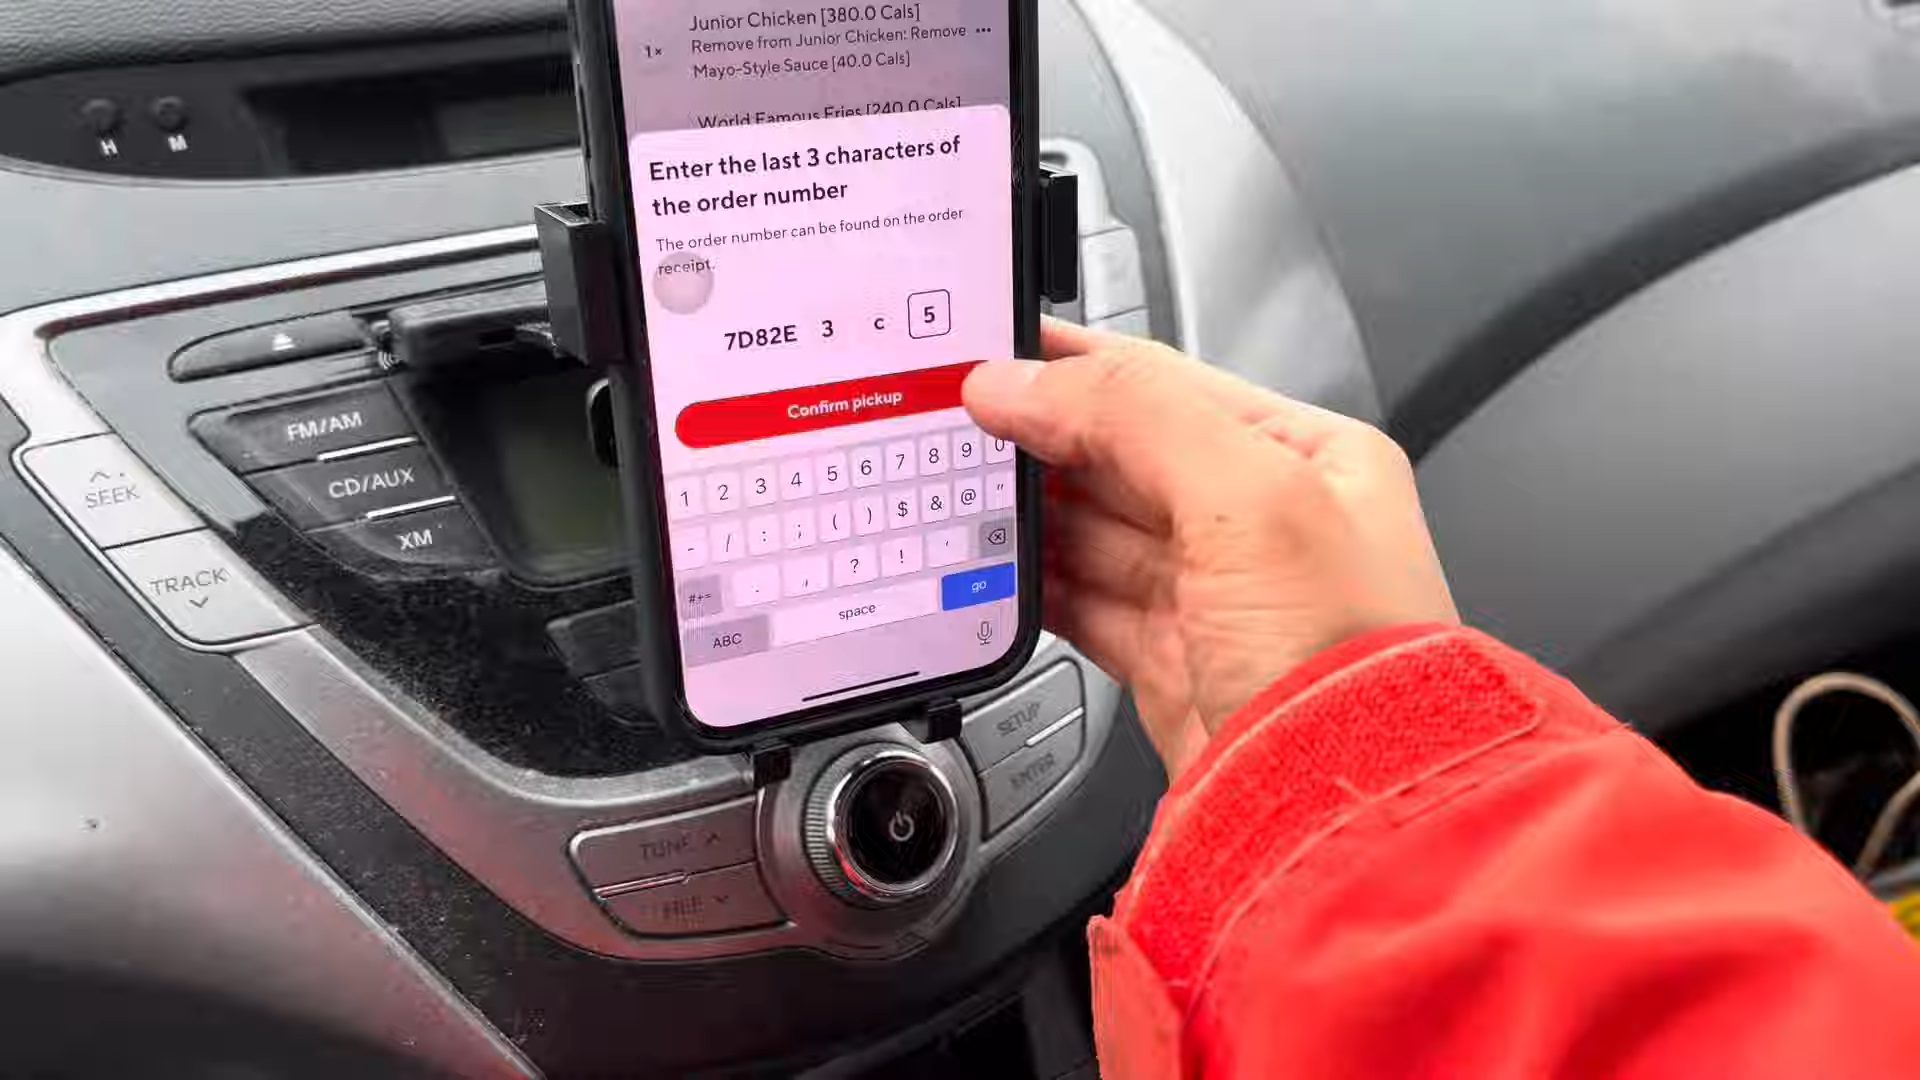 Junior Chicken [380.0 Cals]
1× Remove from Junior Chicken: Remove ...
Mayo-Style Sauce [40.0 Cals]
World Famous Fries [240.0 Cals]
Enter the last 3 characters of
the order number
The order number can be found on the order
receipt.
7D82E 3 c 5
Confirm pickup
1 2 3 4 5 6 7 8 9 0
- / : ; ( ) $ & @ "
#+= . , ? ! '
ABC space go
H M
FM/AM
CD/AUX
XM
SEEK
TRACK
SETUP
ENTER
TUNE